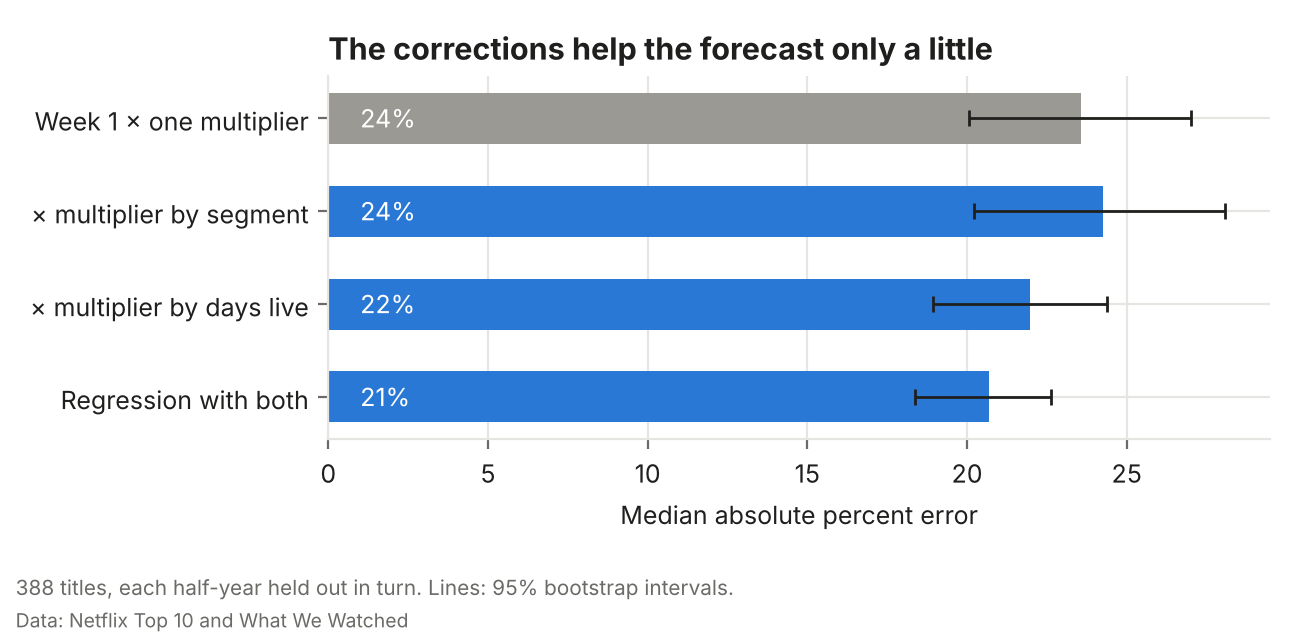 The corrections help the forecast only a little
Week 1 × one multiplier
24%
× multiplier by segment
24%
× multiplier by days live
22%
Regression with both
21%
0 5 10 15 20 25
Median absolute percent error
388 titles, each half-year held out in turn. Lines: 95% bootstrap intervals.
Data: Netflix Top 10 and What We Watched